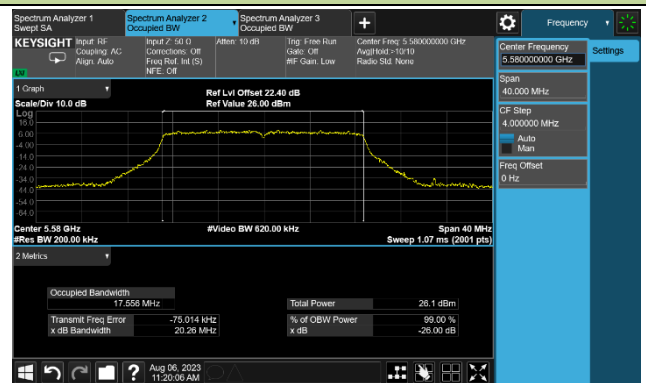 Spectrum Analyzer 1
Swept SA
Spectrum Analyzer 2
Occupied BW
Spectrum Analyzer 3
Occupied BW
+
Frequency
KEYSIGHT
Input: RF
Coupling: AC
Align: Auto
Input Z: 50 Ω
Corrections: Off
Freq Ref: Int (S)
NFE: Off
Atten: 10 dB
Trig: Free Run
Gate: Off
#IF Gain: Low
Center Freq: 5.580000000 GHz
Avg|Hold:>10/10
Radio Std: None
LW
Center Frequency
5.580000000 GHz
Settings
Span
40.000 MHz
CF Step
4.000000 MHz
Auto
Man
Freq Offset
0 Hz
1 Graph
Scale/Div 10.0 dB
Ref Lvl Offset 22.40 dB
Ref Value 26.00 dBm
Log
16.0
6.00
-4.00
-14.0
-24.0
-34.0
-44.0
-54.0
-64.0
Center 5.58 GHz
#Video BW 620.00 kHz
Span 40 MHz
#Res BW 200.00 kHz
Sweep 1.07 ms (2001 pts)
2 Metrics
Occupied Bandwidth
17.556 MHz
Total Power 26.1 dBm
Transmit Freq Error -75.014 kHz
% of OBW Power 99.00 %
x dB Bandwidth 20.26 MHz
x dB -26.00 dB
?
Aug 06, 2023
11:20:06 AM